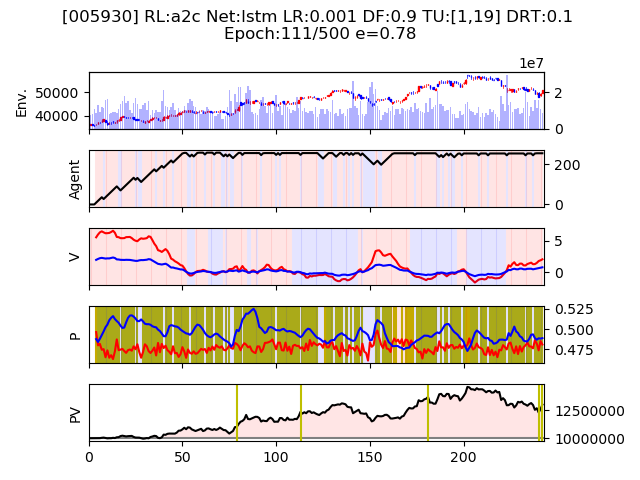 [005930] RL:a2c Net:lstm LR:0.001 DF:0.9 TU:[1,19] DRT:0.1
Epoch:111/500 e=0.78
1e7
Env.
50000
40000
2
0
Agent
200
0
V
5
0
P
0.525
0.500
0.475
PV
12500000
10000000
0 50 100 150 200